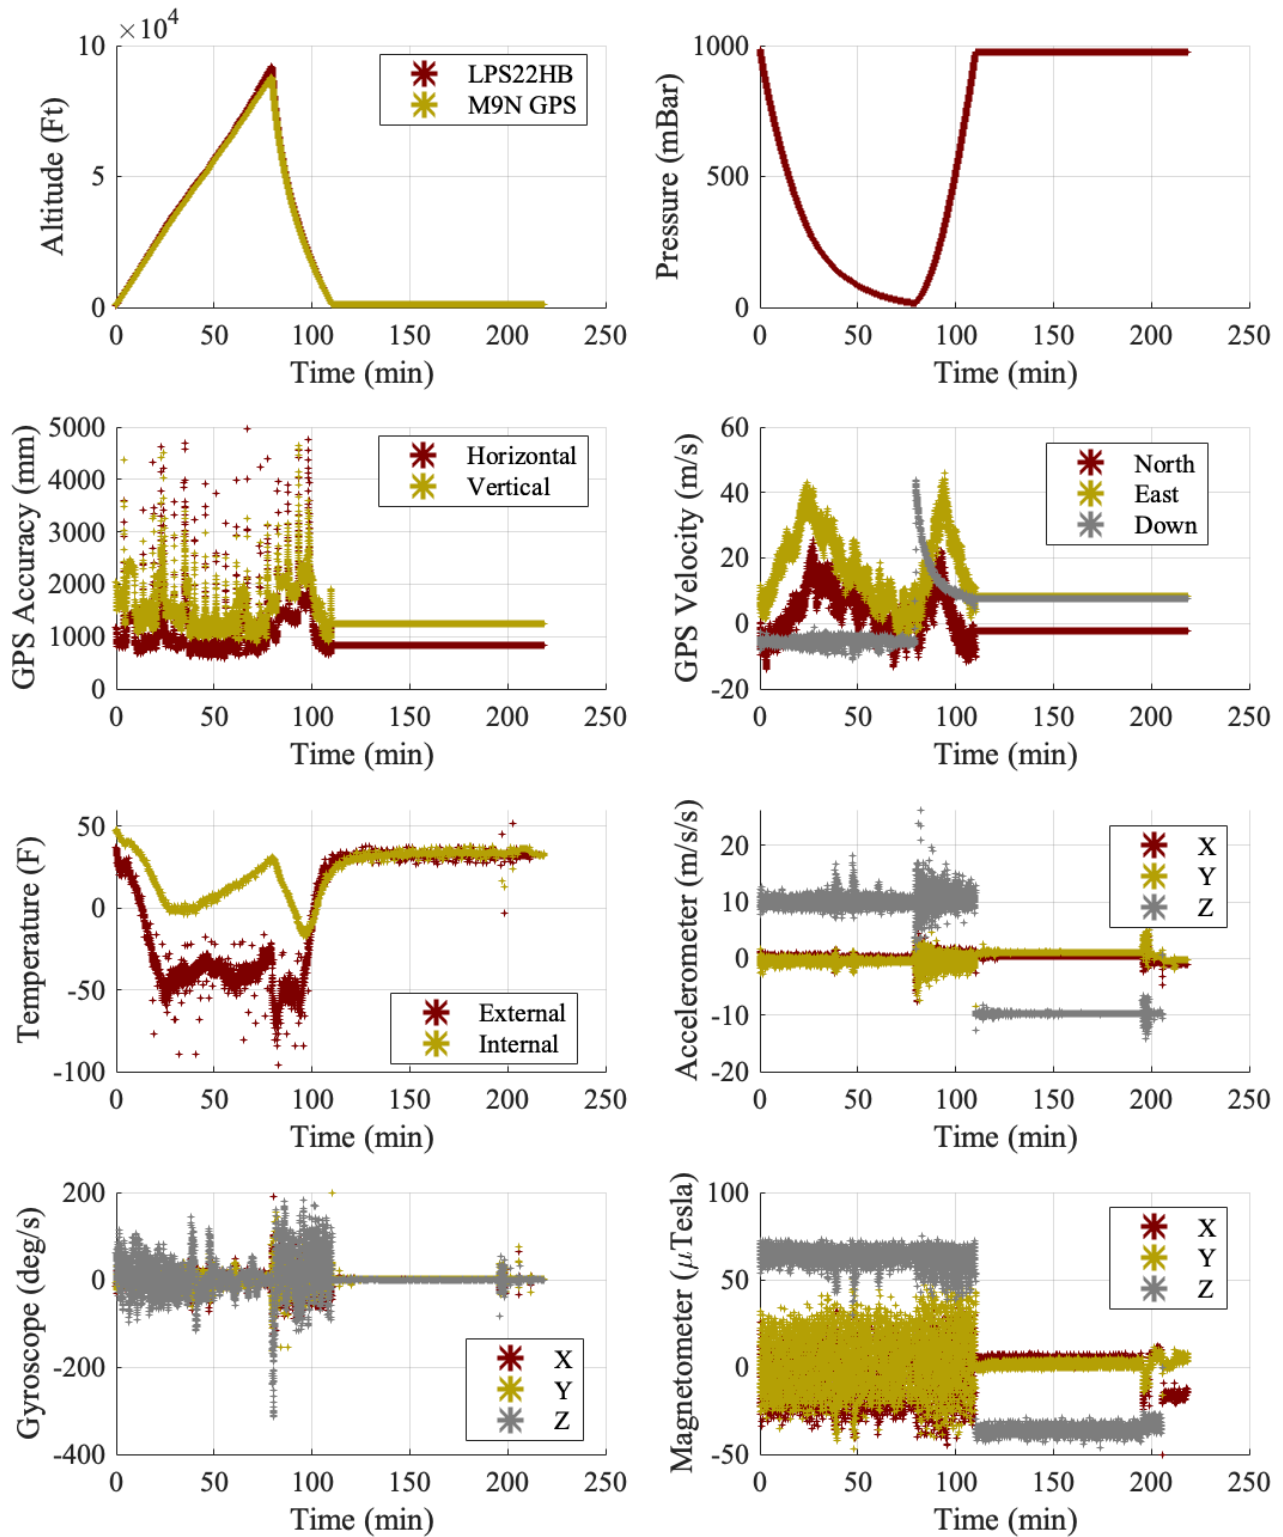 ×10⁴
10
5
0
Altitude (Ft)
LPS22HB
M9N GPS
0 50 100 150 200 250
Time (min)
1000
500
0
Pressure (mBar)
0 50 100 150 200 250
Time (min)
5000
4000
3000
2000
1000
0
GPS Accuracy (mm)
Horizontal
Vertical
0 50 100 150 200 250
Time (min)
60
40
20
0
-20
GPS Velocity (m/s)
North
East
Down
0 50 100 150 200 250
Time (min)
50
0
-50
-100
Temperature (F)
External
Internal
0 50 100 150 200 250
Time (min)
20
10
0
-10
-20
Accelerometer (m/s/s)
X
Y
Z
0 50 100 150 200 250
Time (min)
200
0
-200
-400
Gyroscope (deg/s)
X
Y
Z
0 50 100 150 200 250
Time (min)
100
50
0
-50
Magnetometer (μTesla)
X
Y
Z
0 50 100 150 200 250
Time (min)